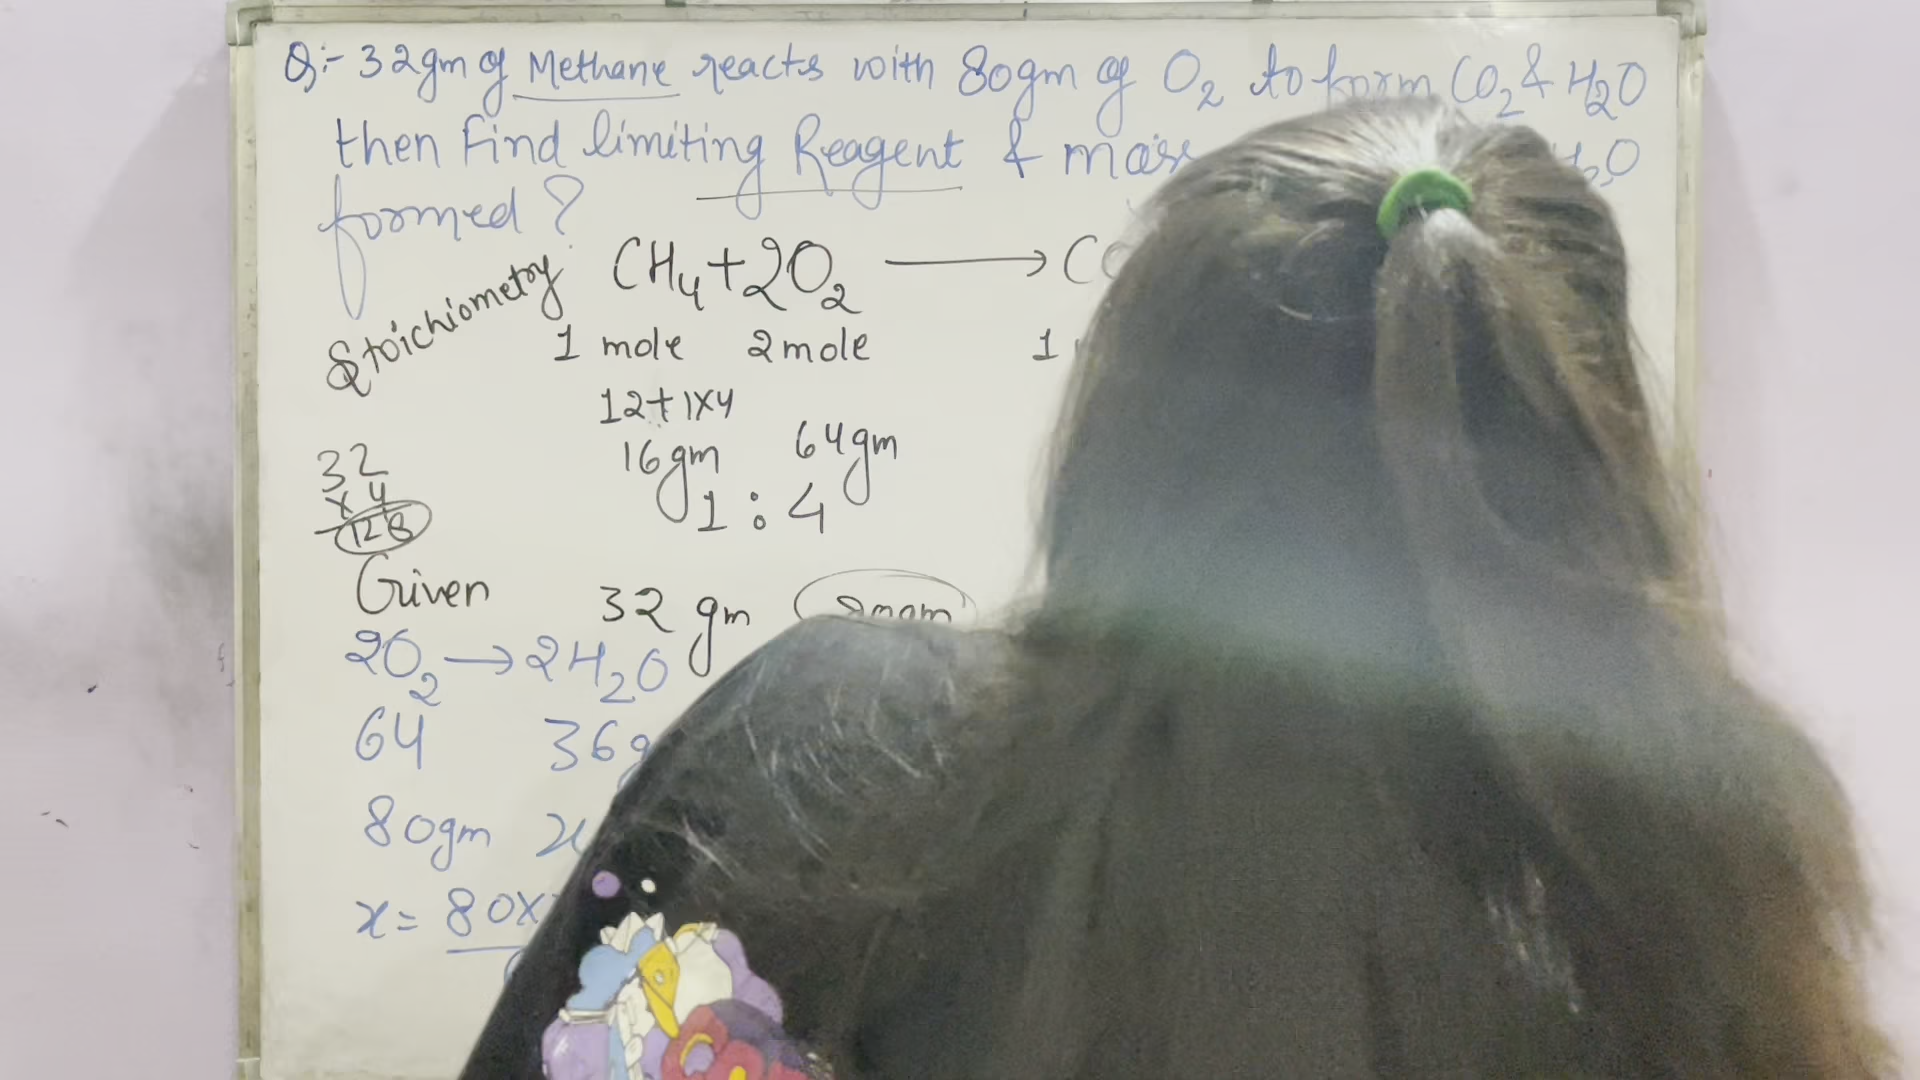 Q:- 32gm of Methane reacts with 80gm of O2 to form CO2 & H2O
then Find limiting Reagent & mass H2O
formed?
Stoichiometry CH4 + 2O2 → C
1 mole 2 mole 1
12+1×4
16gm 64gm
1 : 4
32
× 4
128
Given 32 gm
2O2 → 2H2O
64 36g
80gm x
x = 80×